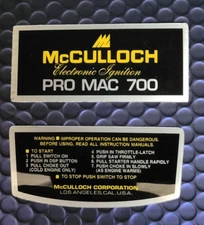 McCULLOCH
Electronic Ignition
PRO MAC 700
WARNING ■ IMPROPER OPERATION CAN BE DANGEROUS
BEFORE USING, READ ALL INSTRUCTION MANUALS.
■ TO START
1 PULL SWITCH ON
2 PUSH IN DSP BUTTON
3 PULL CHOKE OUT
(COLD ENGINE ONLY)
4 PUSH IN THROTTLE-LATCH
5 GRIP SAW FIRMLY
6 PULL STARTER HANDLE RAPIDLY
7 PUSH CHOKE IN SLOWLY
(AS ENGINE WARMS)
■ TO STOP PUSH SWITCH TO STOP
McCULLOCH CORPORATION
LOS ANGELES, CAL. U.S.A.